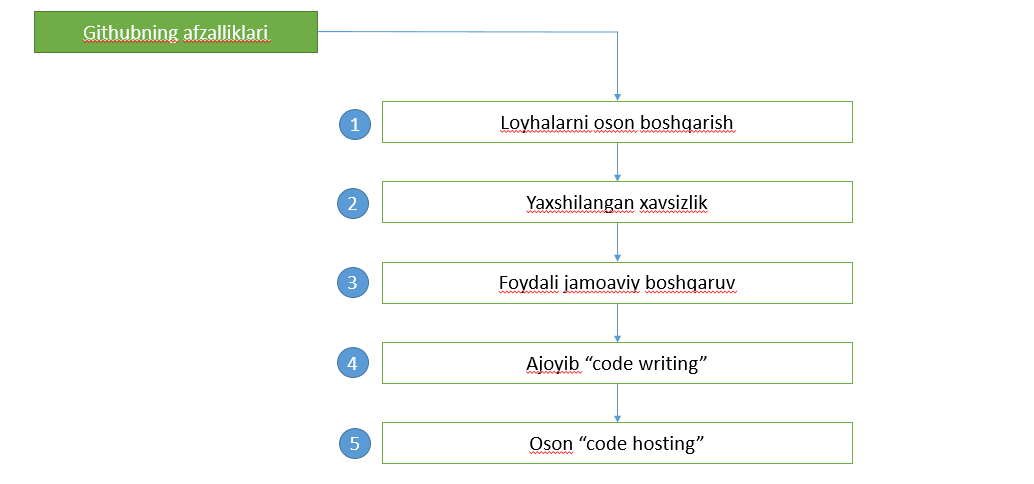 Githubning afzalliklari
1
Loyhalarni oson boshqarish
2
Yaxshilangan xavsizlik
3
Foydali jamoaviy boshqaruv
4
Ajoyib “code writing”
5
Oson “code hosting”